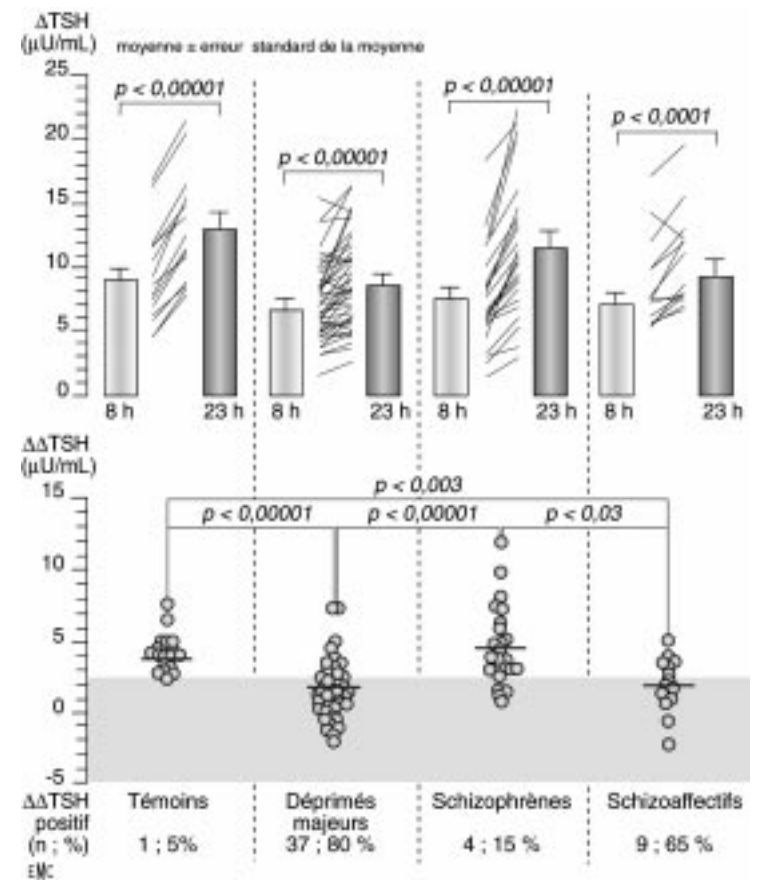 ΔTSH
(μU/mL)
moyenne ± erreur standard de la moyenne
25
20
15
10
5
0
p < 0,00001
p < 0,00001
p < 0,00001
p < 0,0001
8 h 23 h 8 h 23 h 8 h 23 h 8 h 23 h
ΔΔTSH
(μU/mL)
15
10
5
0
-5
p < 0,003
p < 0,00001 p < 0,00001 p < 0,03
ΔΔTSH Témoins Déprimés Schizophrènes Schizoaffectifs
positif majeurs
(n ; %) 1 ; 5% 37 ; 80 % 4 ; 15 % 9 ; 65 %
EMC